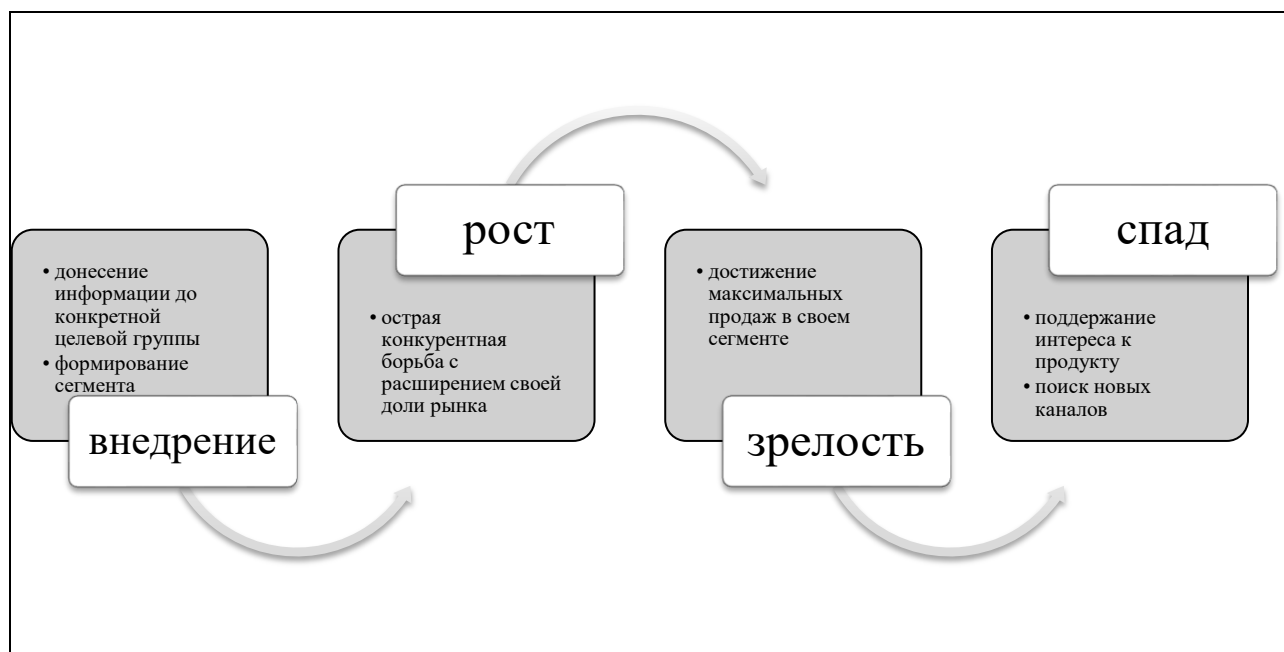 • донесение
информации до
конкретной
целевой группы
• формирование
сегмента
внедрение
рост
• острая
конкурентная
борьба с
расширением своей
доли рынка
• достижение
максимальных
продаж в своем
сегменте
зрелость
спад
• поддержание
интереса к
продукту
• поиск новых
каналов